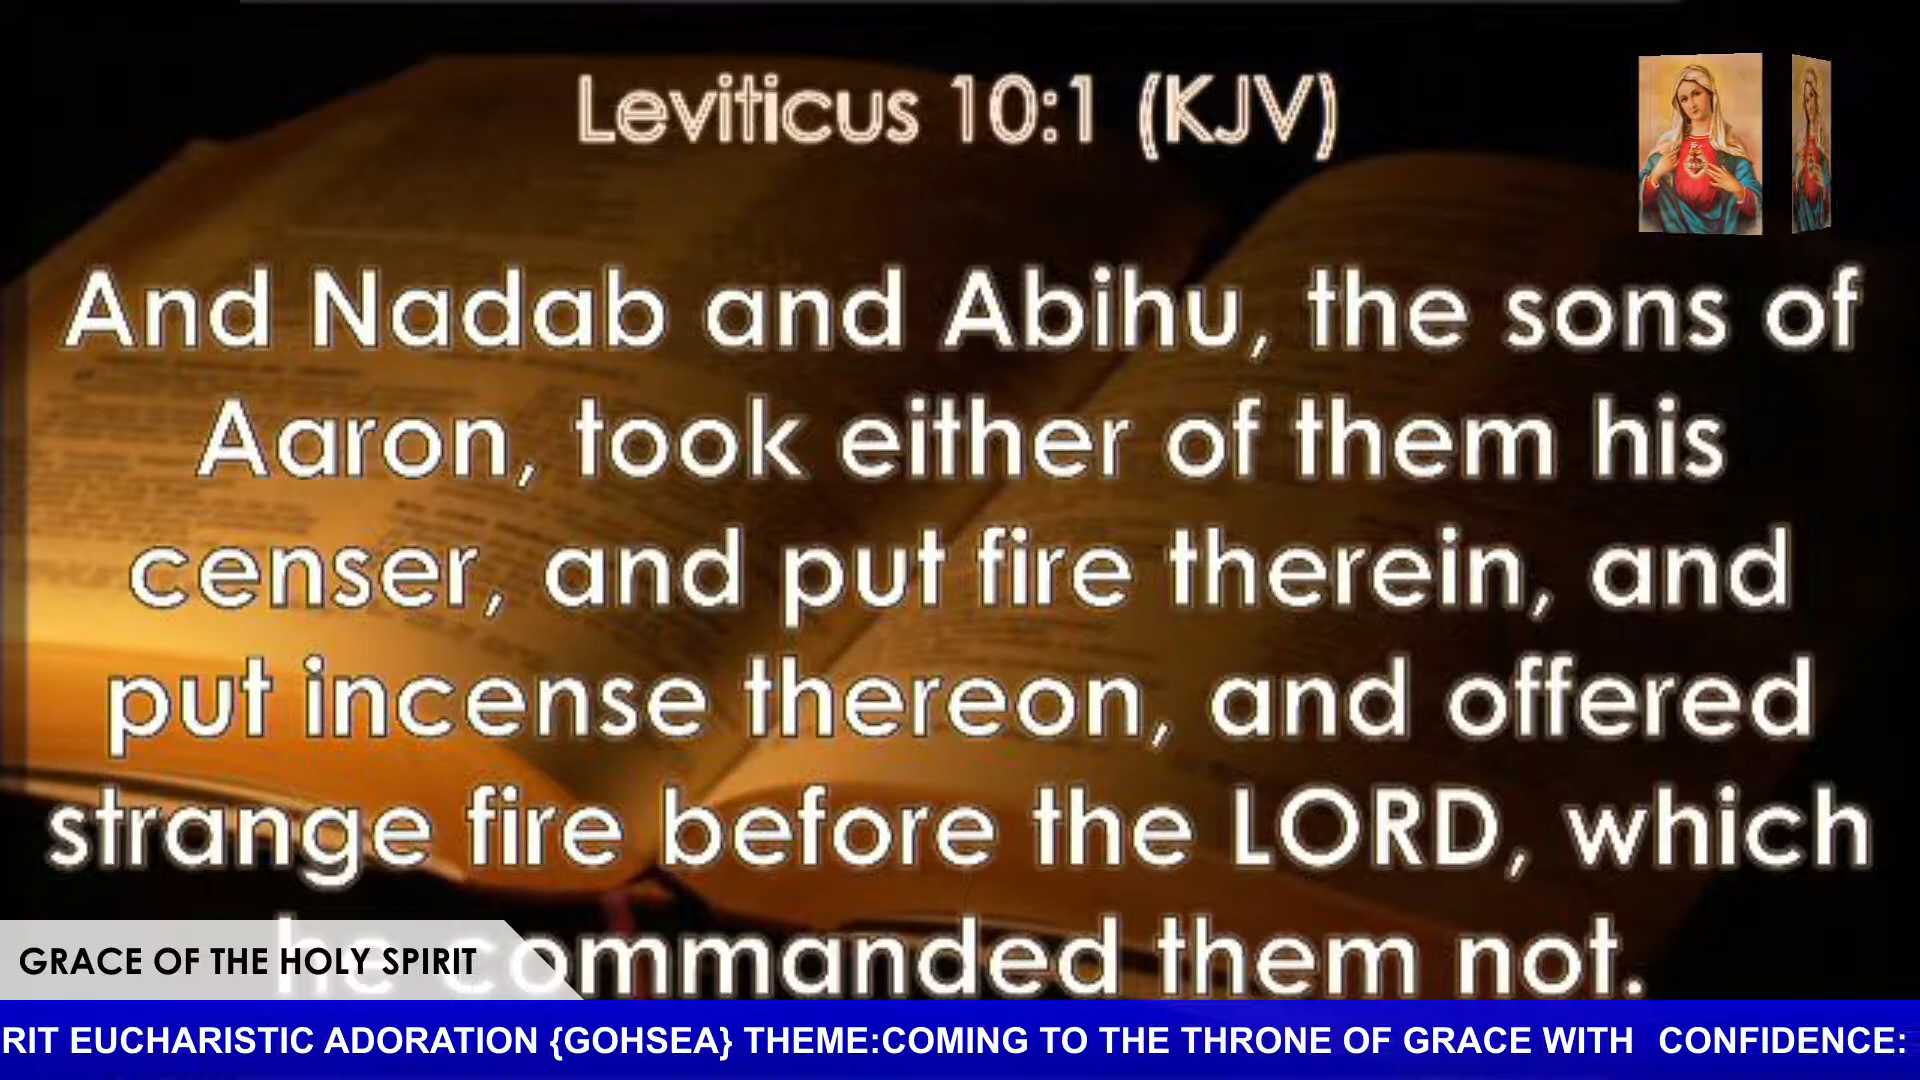 Leviticus 10:1 (KJV)
And Nadab and Abihu, the sons of
Aaron, took either of them his
censer, and put fire therein, and
put incense thereon, and offered
strange fire before the LORD, which
he commanded them not.
GRACE OF THE HOLY SPIRIT
RIT EUCHARISTIC ADORATION {GOHSEA} THEME:COMING TO THE THRONE OF GRACE WITH CONFIDENCE: